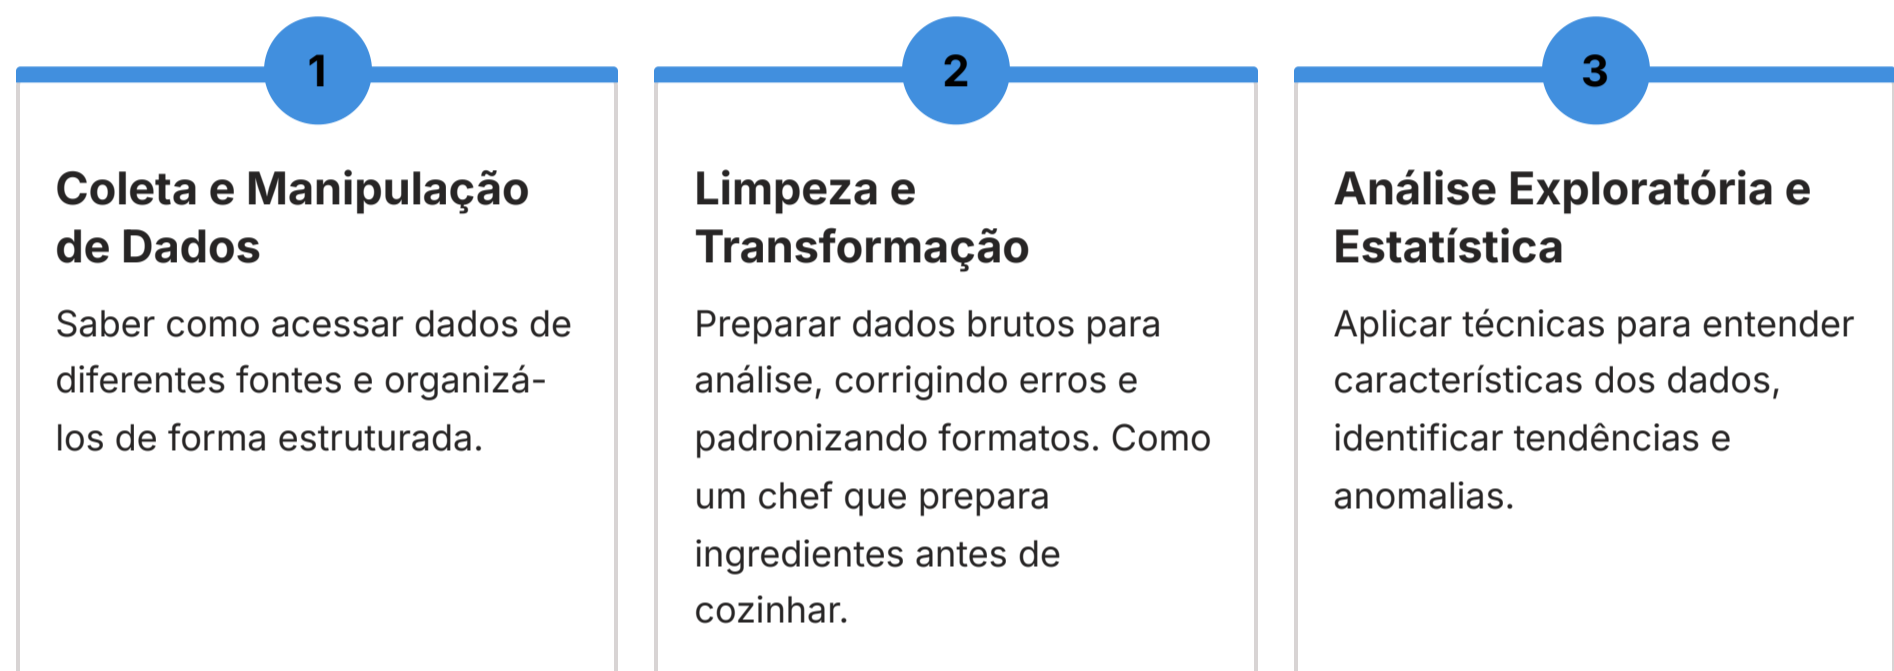 1
Coleta e Manipulação
de Dados
Saber como acessar dados de
diferentes fontes e organizá-
los de forma estruturada.
2
Limpeza e
Transformação
Preparar dados brutos para
análise, corrigindo erros e
padronizando formatos. Como
um chef que prepara
ingredientes antes de
cozinhar.
3
Análise Exploratória e
Estatística
Aplicar técnicas para entender
características dos dados,
identificar tendências e
anomalias.